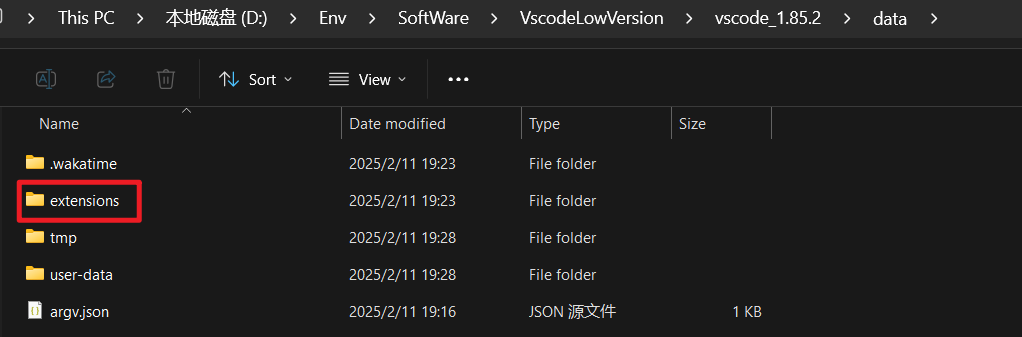 This PC > 本地磁盘 (D:) > Env > SoftWare > VscodeLowVersion > vscode_1.85.2 > data >
Sort View •••
Name Date modified Type Size
.wakatime 2025/2/11 19:23 File folder
extensions 2025/2/11 19:23 File folder
tmp 2025/2/11 19:28 File folder
user-data 2025/2/11 19:28 File folder
argv.json 2025/2/11 19:16 JSON 源文件 1 KB